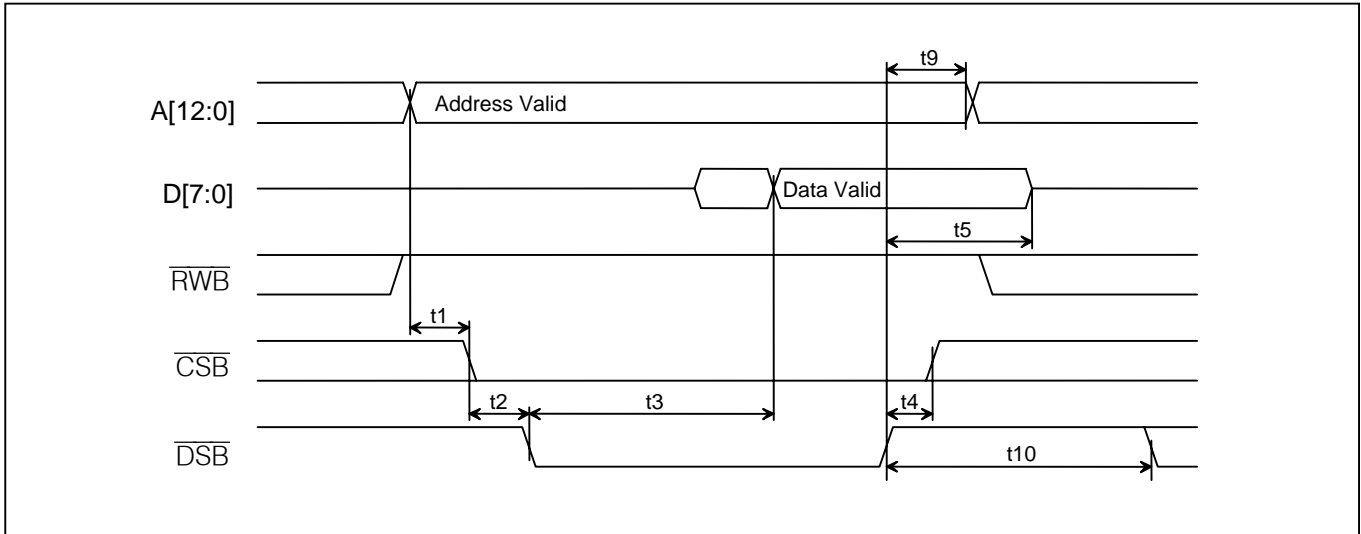 t9
A[12:0]
Address Valid
D[7:0]
Data Valid
t5
RWB
t1
CSB
t2
t3
t4
DSB
t10